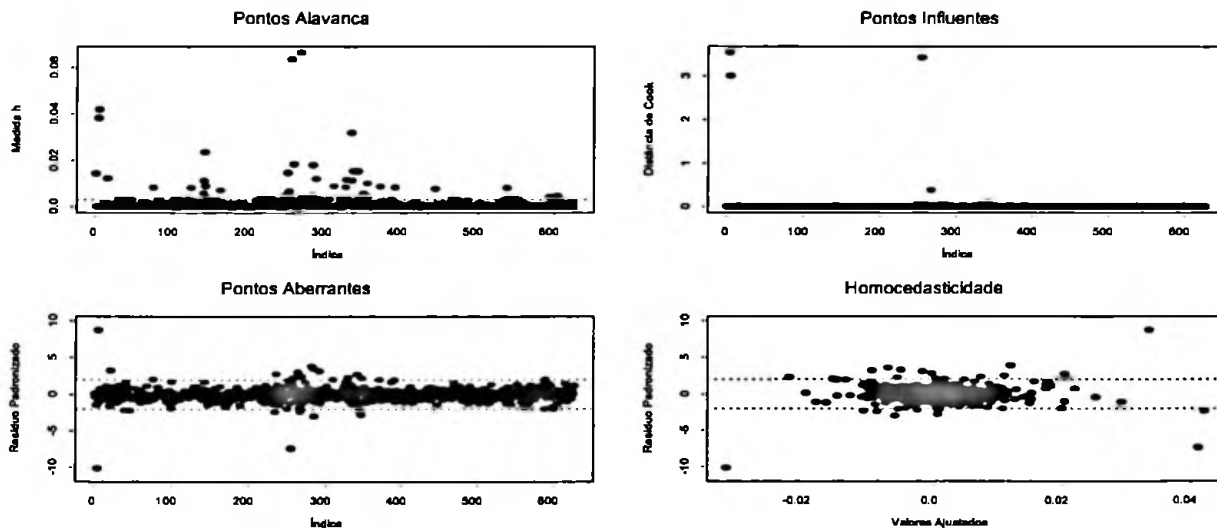 Pontos Alavanca
Medida h
0.0 0.02 0.04 0.06
0 100 200 300 400 500 600
Índice
Pontos Influentes
Distância de Cook
0 1 2 3
0 100 200 300 400 500 600
Índice
Pontos Aberrantes
Resíduo Padronizado
-10 -5 0 5 10
0 100 200 300 400 500 600
Índice
Homocedasticidade
Resíduo Padronizado
-10 -5 0 5 10
-0.02 0.0 0.02 0.04
Valores Ajustados